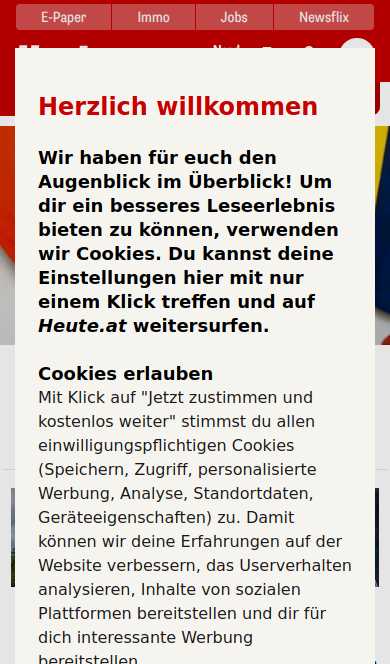 E-Paper
Immo
Jobs
Newsflix
Herzlich willkommen
Wir haben für euch den
Augenblick im Überblick! Um
dir ein besseres Leseerlebnis
bieten zu können, verwenden
wir Cookies. Du kannst deine
Einstellungen hier mit nur
einem Klick treffen und auf
Heute.at weitersurfen.
Cookies erlauben
Mit Klick auf "Jetzt zustimmen und
kostenlos weiter" stimmst du allen
einwilligungspflichtigen Cookies
(Speichern, Zugriff, personalisierte
Werbung, Analyse, Standortdaten,
Geräteeigenschaften) zu. Damit
können wir deine Erfahrungen auf der
Website verbessern, das Userverhalten
analysieren, Inhalte von sozialen
Plattformen bereitstellen und dir für
dich interessante Werbung
bereitstellen